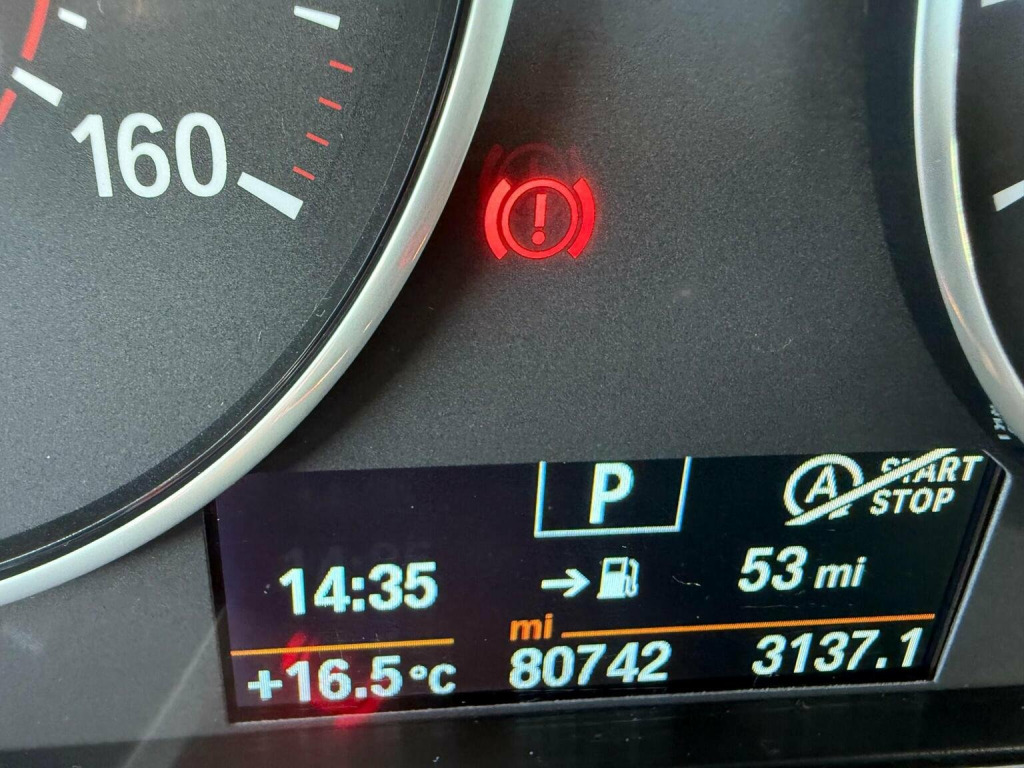 160
P
A START
STOP
14:35
53 mi
mi
+16.5°C
80742
3137.1